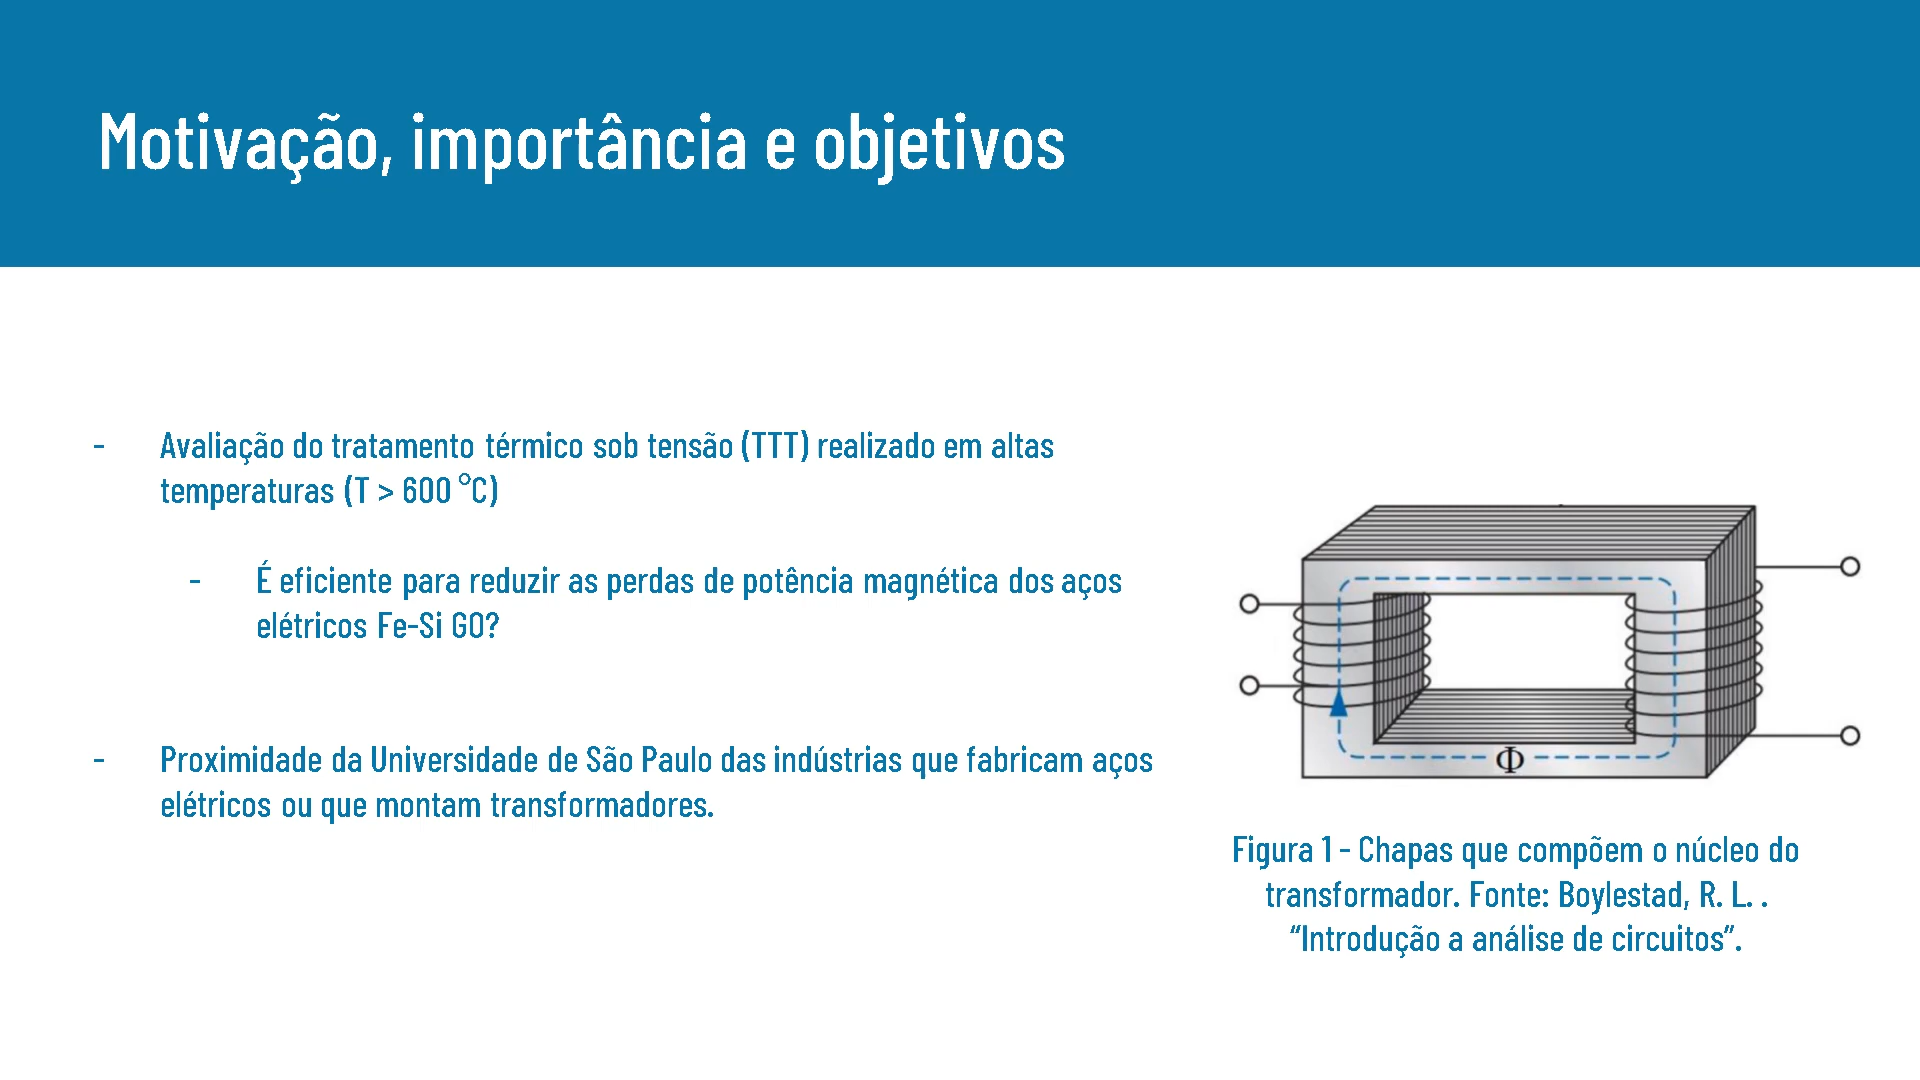 Motivação, importância e objetivos
- Avaliação do tratamento térmico sob tensão (TTT) realizado em altas
temperaturas (T > 600 °C)
- É eficiente para reduzir as perdas de potência magnética dos aços
elétricos Fe-Si GO?
- Proximidade da Universidade de São Paulo das indústrias que fabricam aços
elétricos ou que montam transformadores.
Φ
Figura 1 - Chapas que compõem o núcleo do
transformador. Fonte: Boylestad, R. L. .
“Introdução a análise de circuitos”.